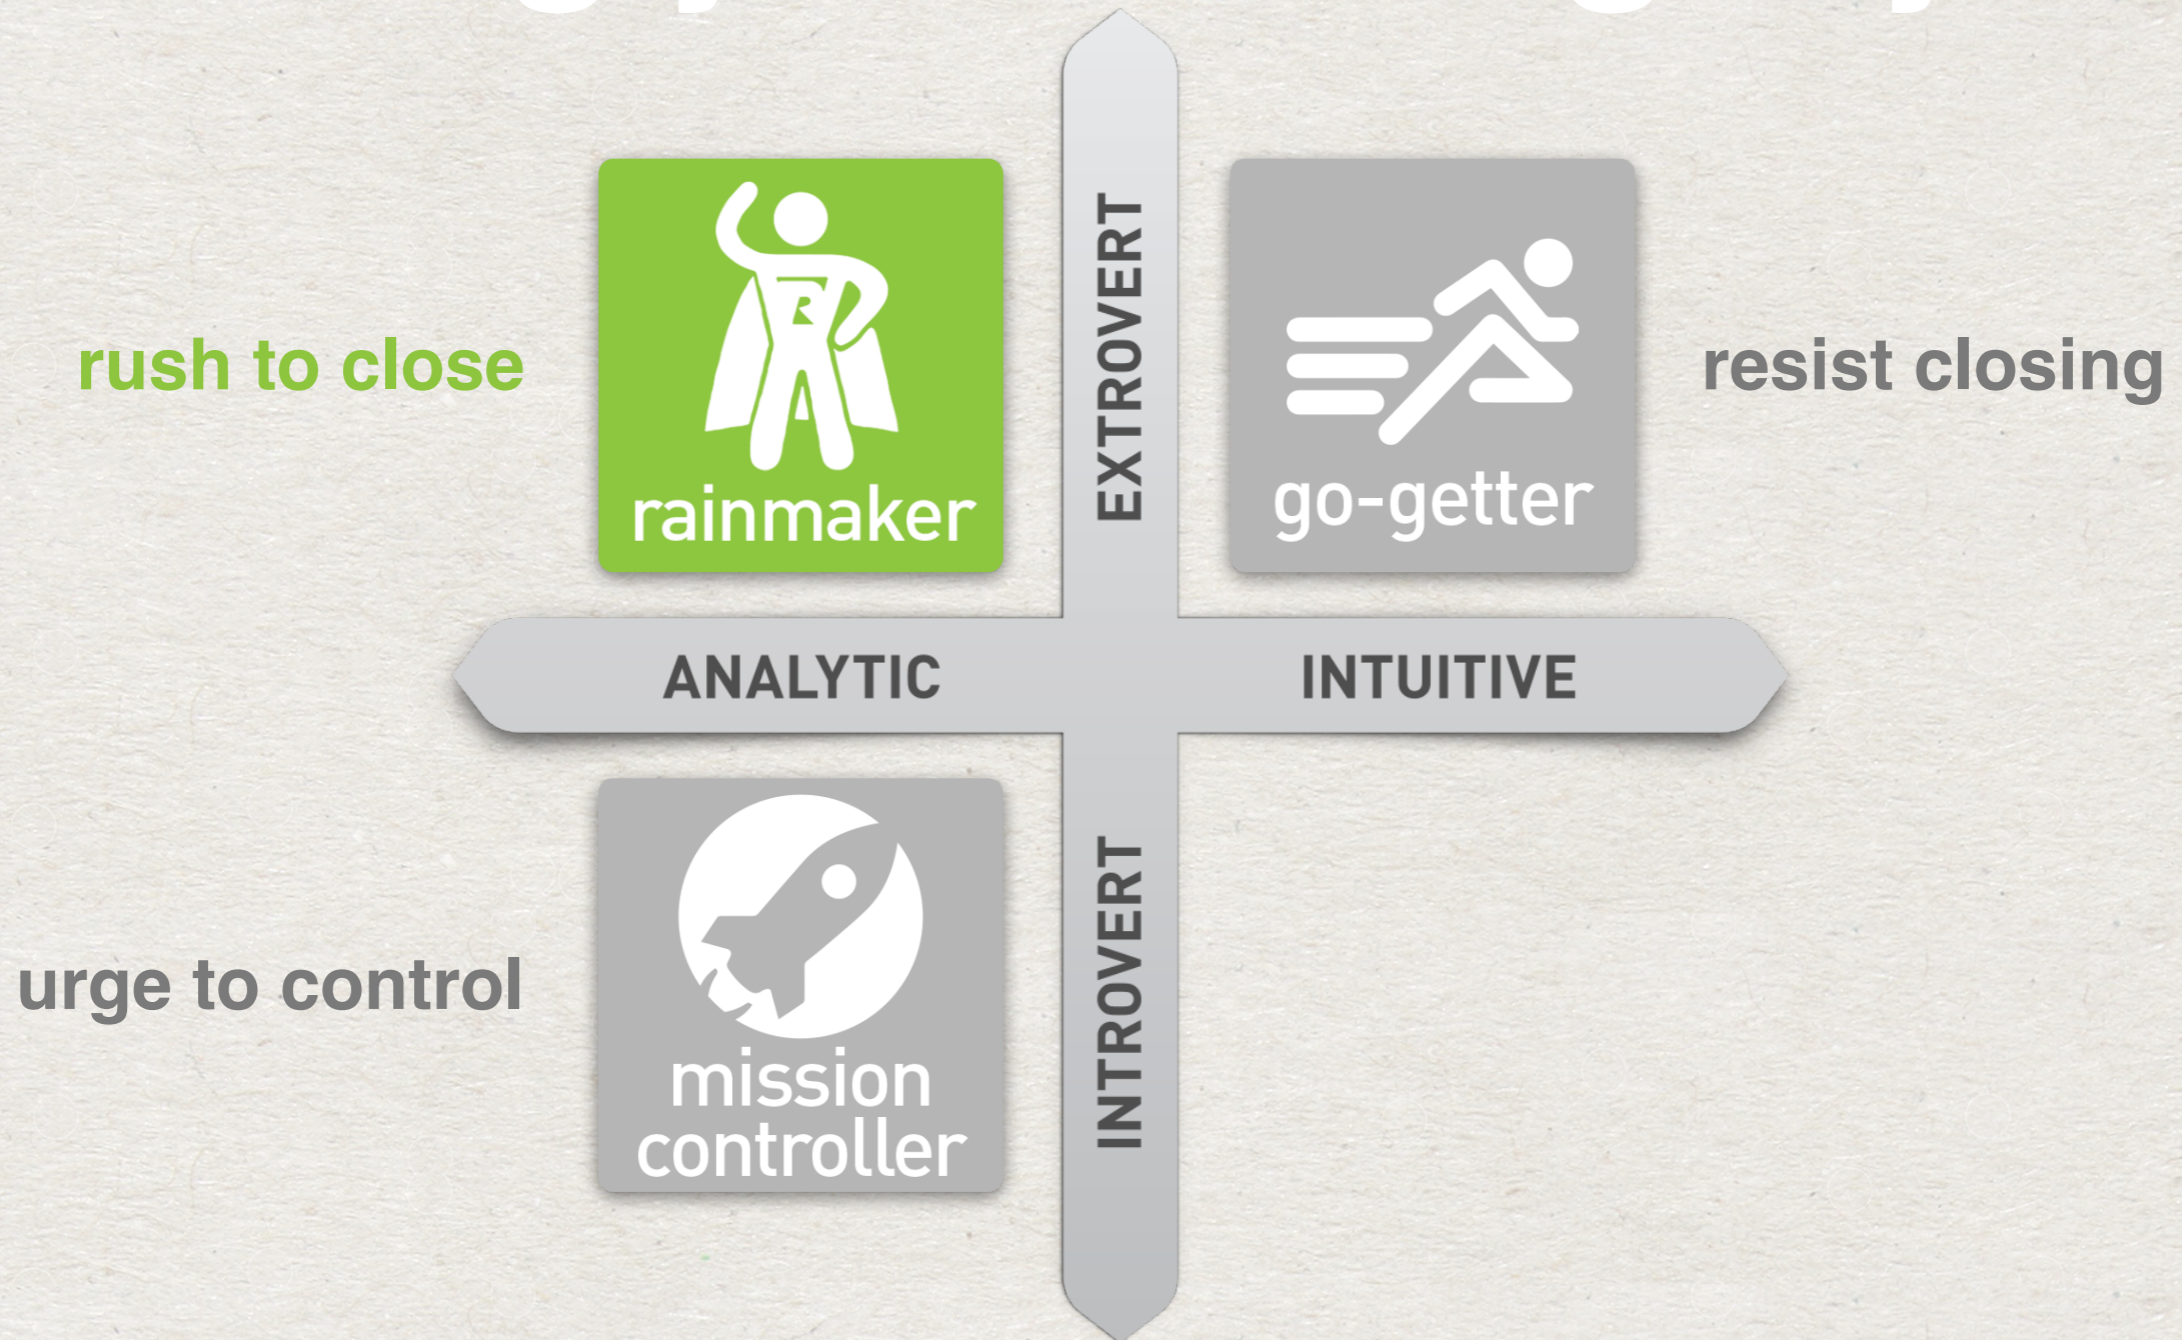 EXTROVERT
rush to close
R
rainmaker
go-getter
resist closing
ANALYTIC
INTUITIVE
urge to control
mission
controller
INTROVERT